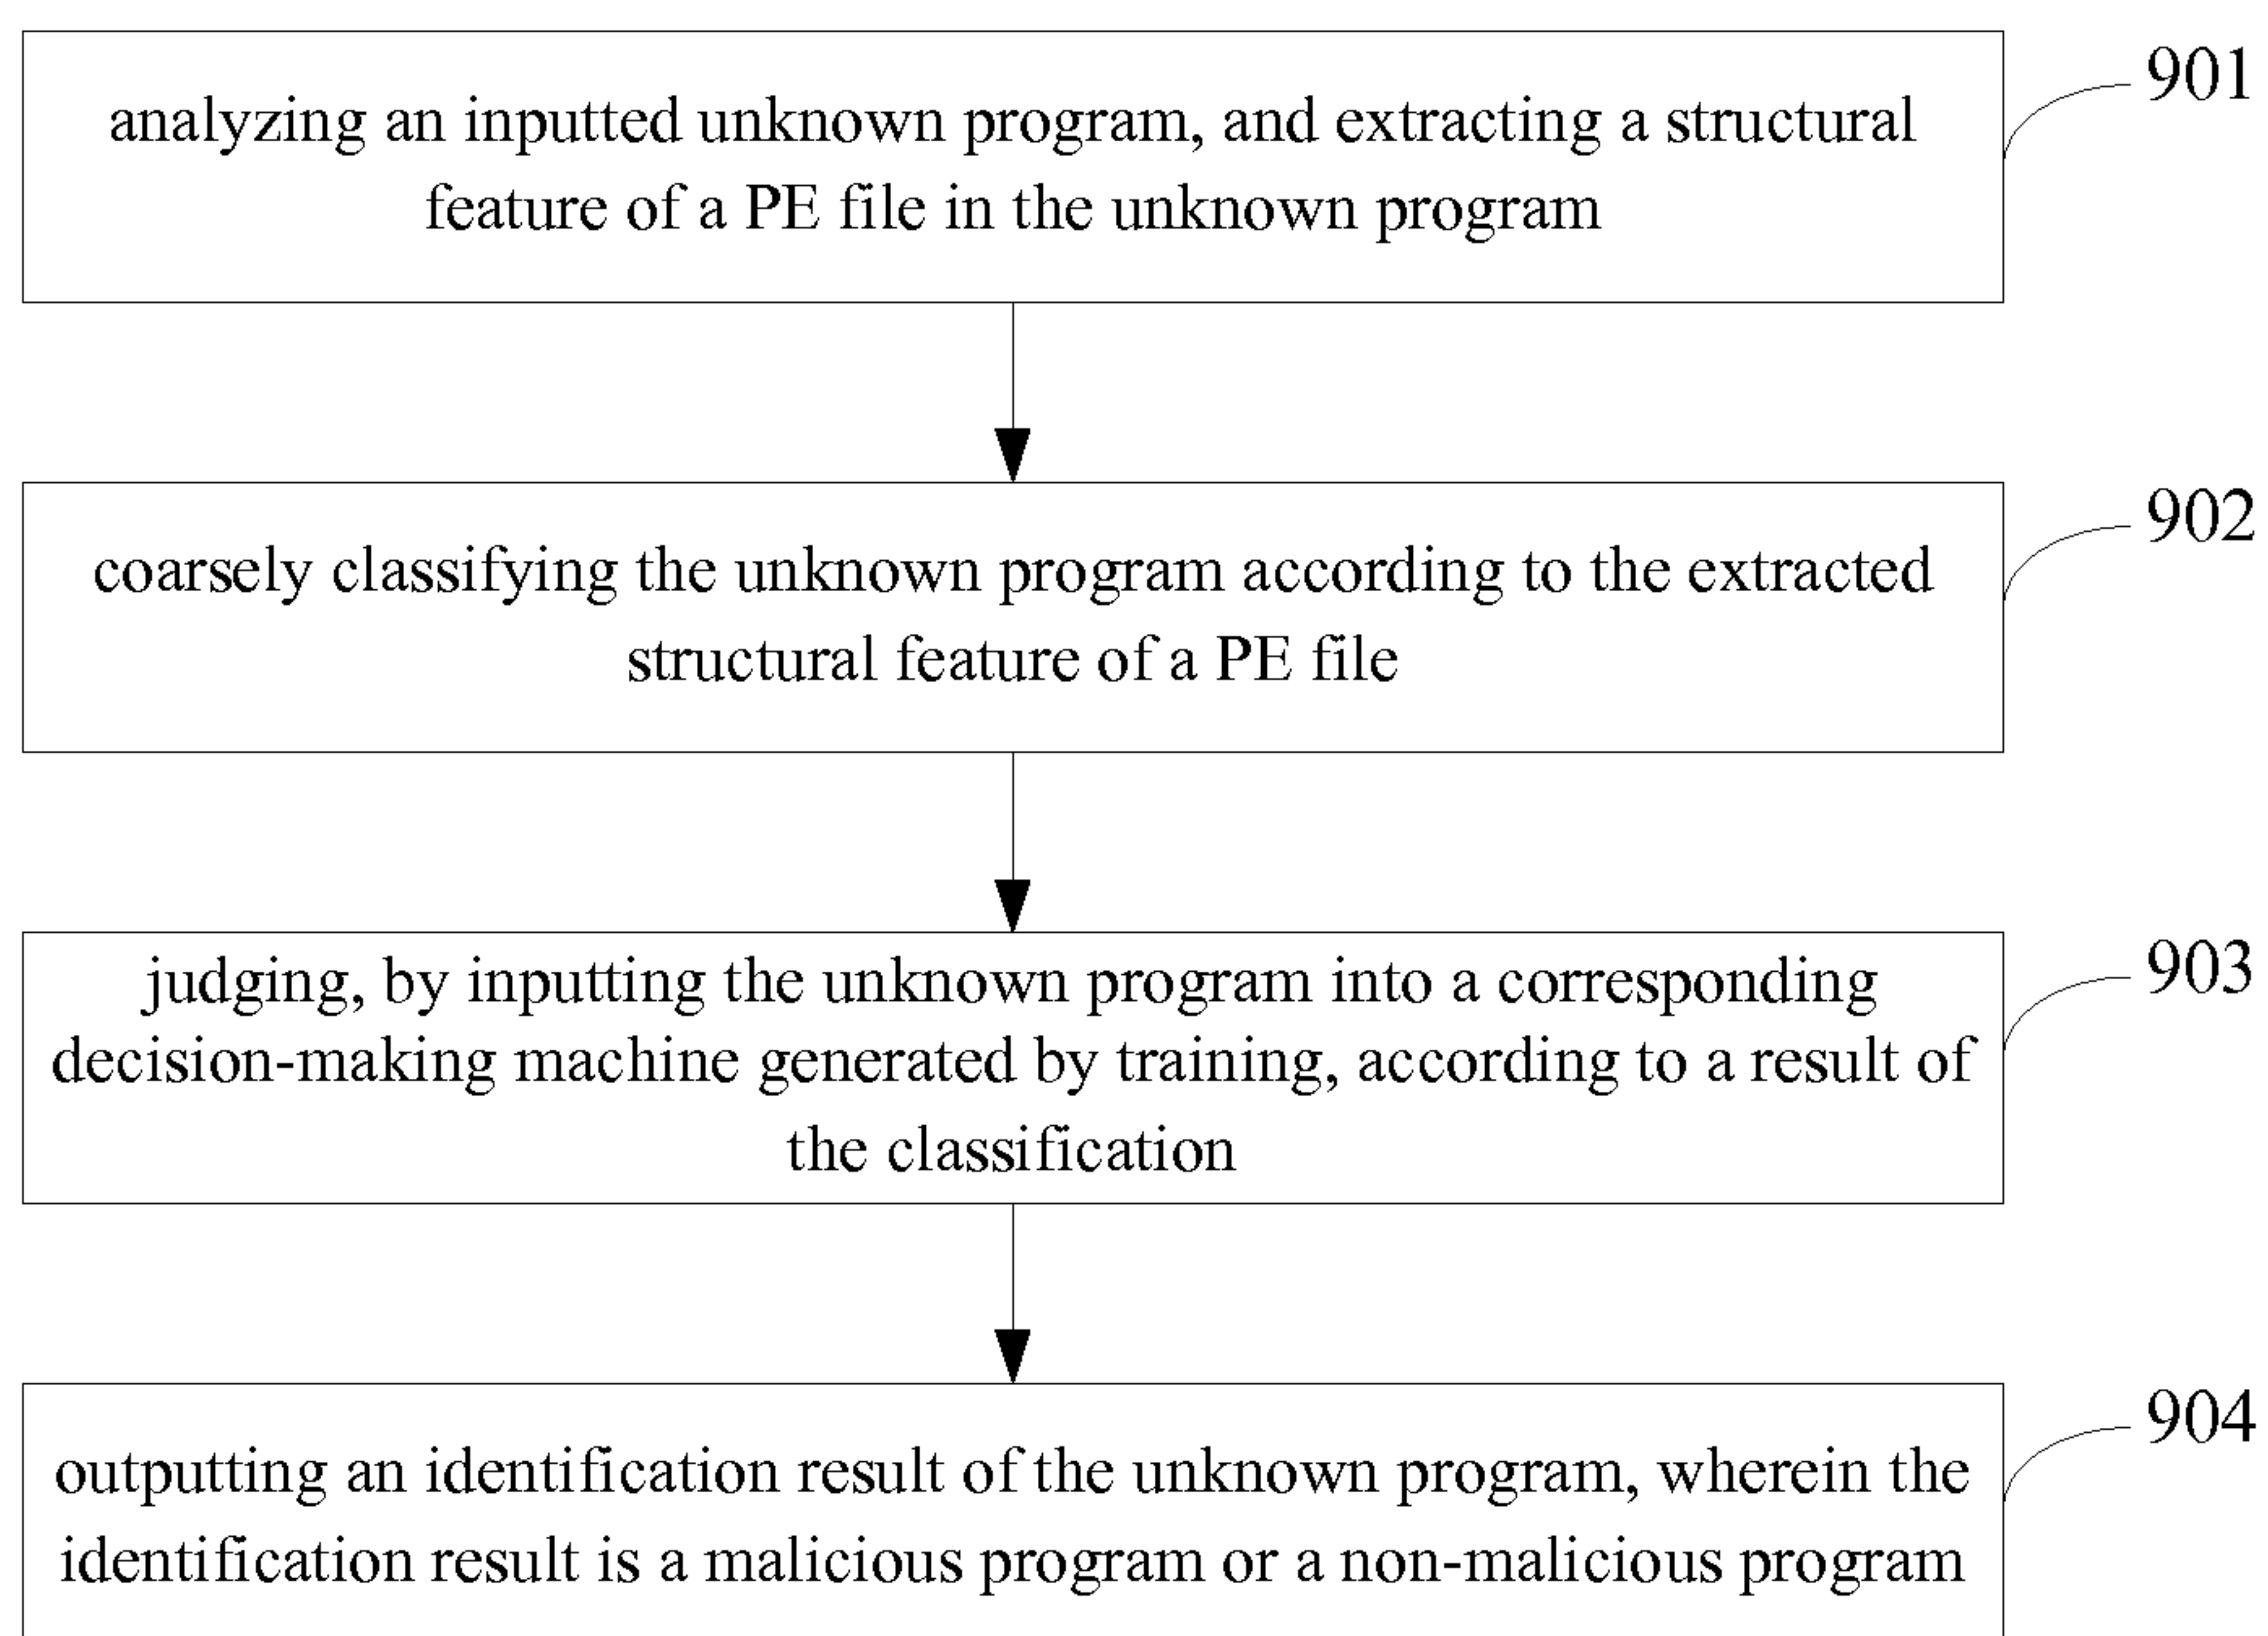 analyzing an inputted unknown program, and extracting a structural
feature of a PE file in the unknown program
901
coarsely classifying the unknown program according to the extracted
structural feature of a PE file
902
judging, by inputting the unknown program into a corresponding
decision-making machine generated by training, according to a result of
the classification
903
outputting an identification result of the unknown program, wherein the
identification result is a malicious program or a non-malicious program
904